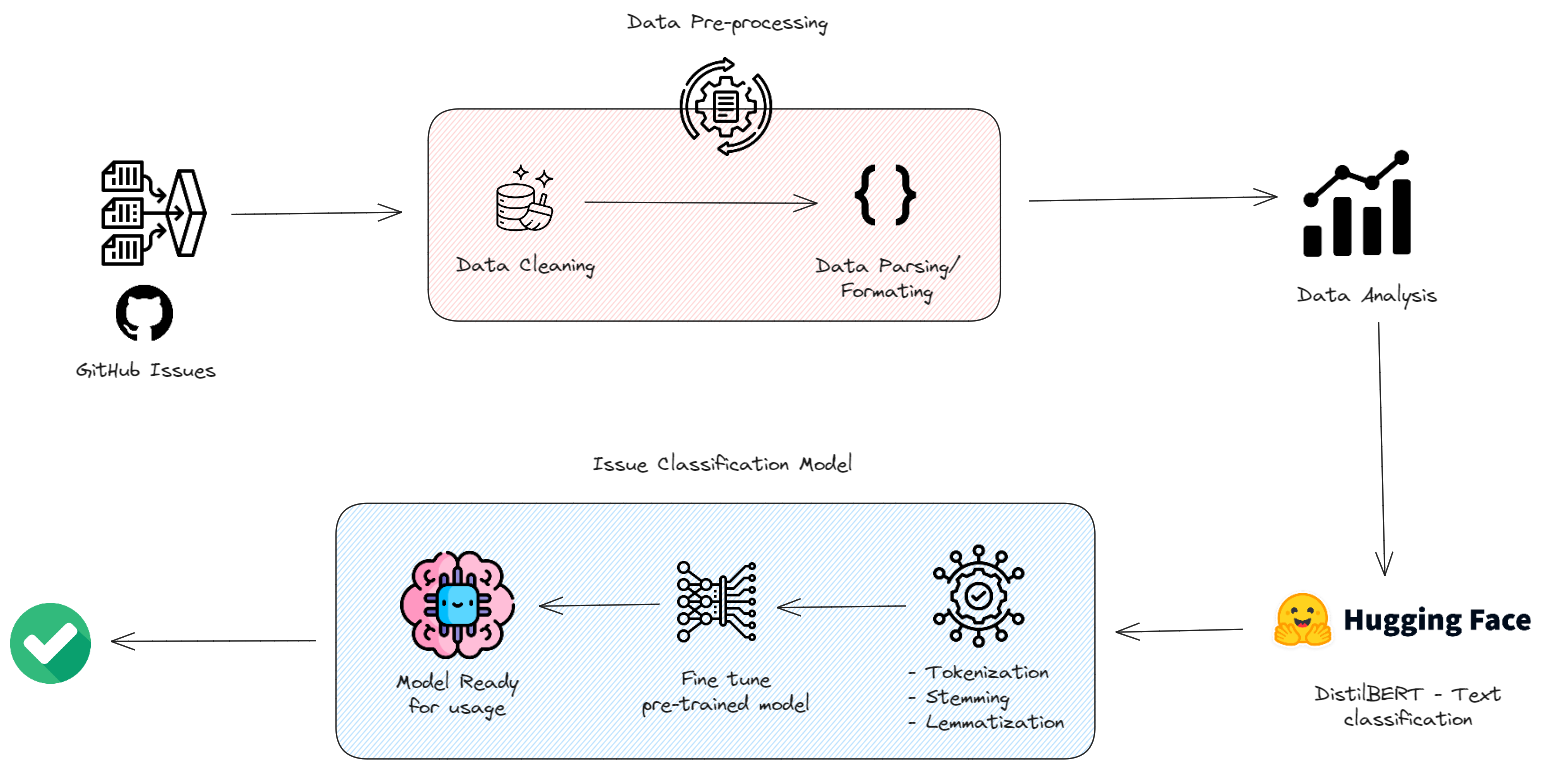 Data Pre-processing
Data Cleaning
Data Parsing/
Formating
GitHub Issues
Data Analysis
Hugging Face
DistilBERT - Text
classification
Issue Classification Model
- Tokenization
- Stemming
- Lemmatization
Fine tune
pre-trained model
Model Ready
for usage